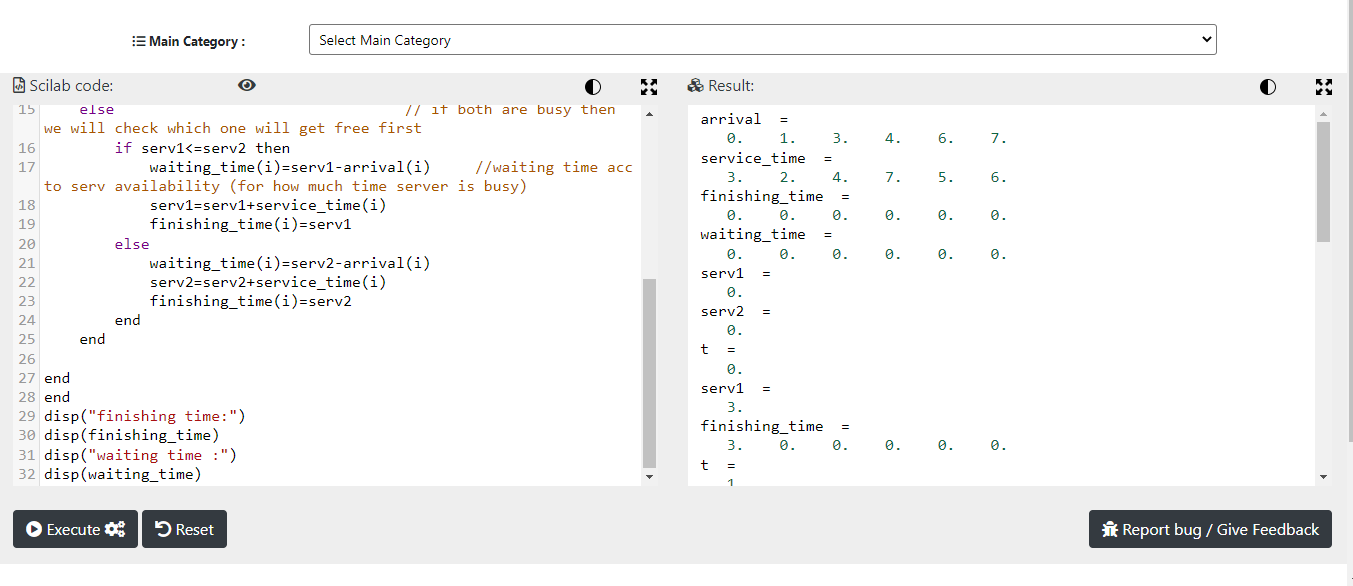 Main Category :
Select Main Category
Scilab code:
15 else // if both are busy then
we will check which one will get free first
16 if serv1<=serv2 then
17 waiting_time(i)=serv1-arrival(i) //waiting time acc
to serv availability (for how much time server is busy)
18 serv1=serv1+service_time(i)
19 finishing_time(i)=serv1
20 else
21 waiting_time(i)=serv2-arrival(i)
22 serv2=serv2+service_time(i)
23 finishing_time(i)=serv2
24 end
25 end
26
27 end
28 end
29 disp("finishing time:")
30 disp(finishing_time)
31 disp("waiting time :")
32 disp(waiting_time)
Result:
arrival =
0. 1. 3. 4. 6. 7.
service_time =
3. 2. 4. 7. 5. 6.
finishing_time =
0. 0. 0. 0. 0. 0.
waiting_time =
0. 0. 0. 0. 0. 0.
serv1 =
0.
serv2 =
0.
t =
0.
serv1 =
3.
finishing_time =
3. 0. 0. 0. 0. 0.
t =
1
Execute
Reset
Report bug / Give Feedback